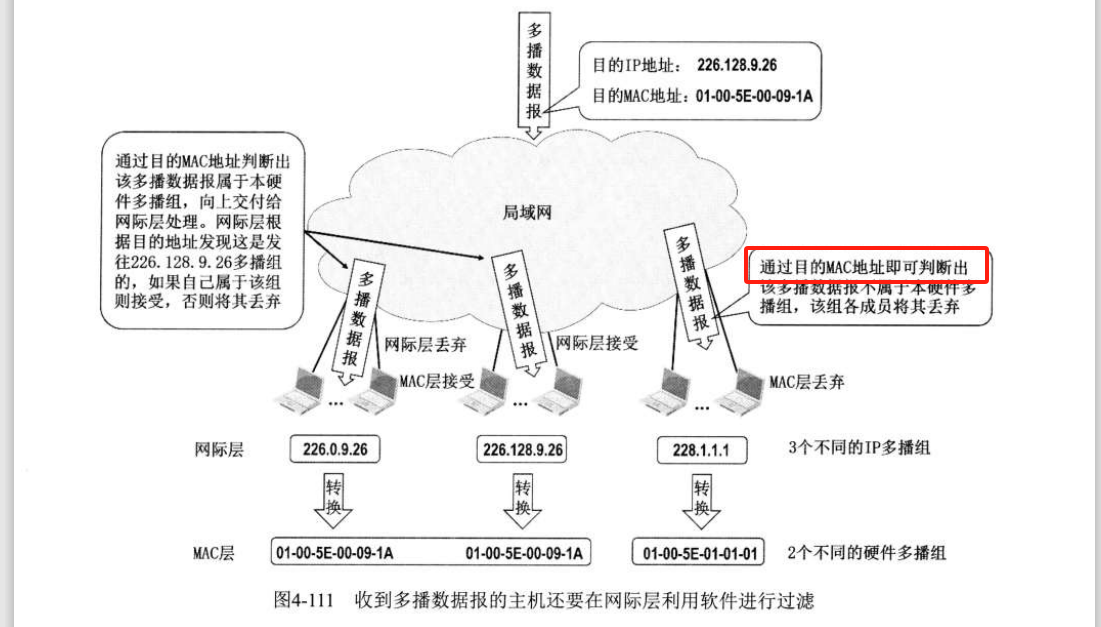 多播数据报
目的IP地址： 226.128.9.26
目的MAC地址：01-00-5E-00-09-1A
通过目的MAC地址判断出
该多播数据报属于本硬
件多播组，向上交付给
网际层处理。网际层根
据目的地址发现这是发
往226.128.9.26多播组
的，如果自己属于该组
则接受，否则将其丢弃
局域网
多播数据报
多播数据报
多播数据报
通过目的MAC地址即可判断出
该多播数据报不属于本硬件多
播组，该组各成员将其丢弃
网际层丢弃
网际层接受
MAC层接受
MAC层丢弃
... ... ...
网际层 226.0.9.26 226.128.9.26 228.1.1.1 3个不同的IP多播组
转换 转换 转换
MAC层 01-00-5E-00-09-1A 01-00-5E-00-09-1A 01-00-5E-01-01-01 2个不同的硬件多播组
图4-111 收到多播数据报的主机还要在网际层利用软件进行过滤